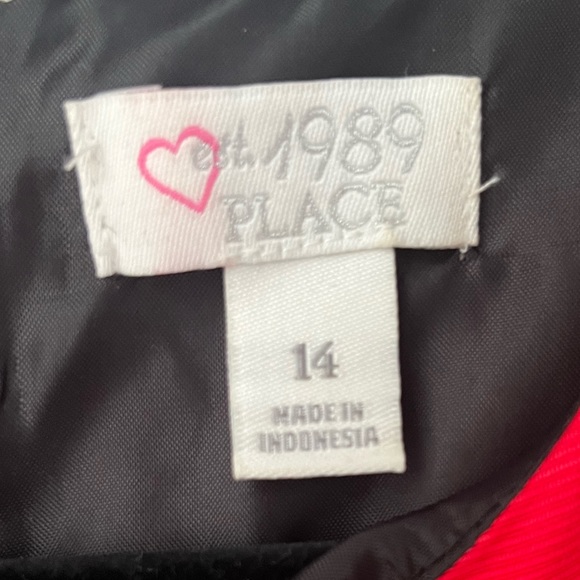 est. 1989
PLACE
14
MADE IN
INDONESIA